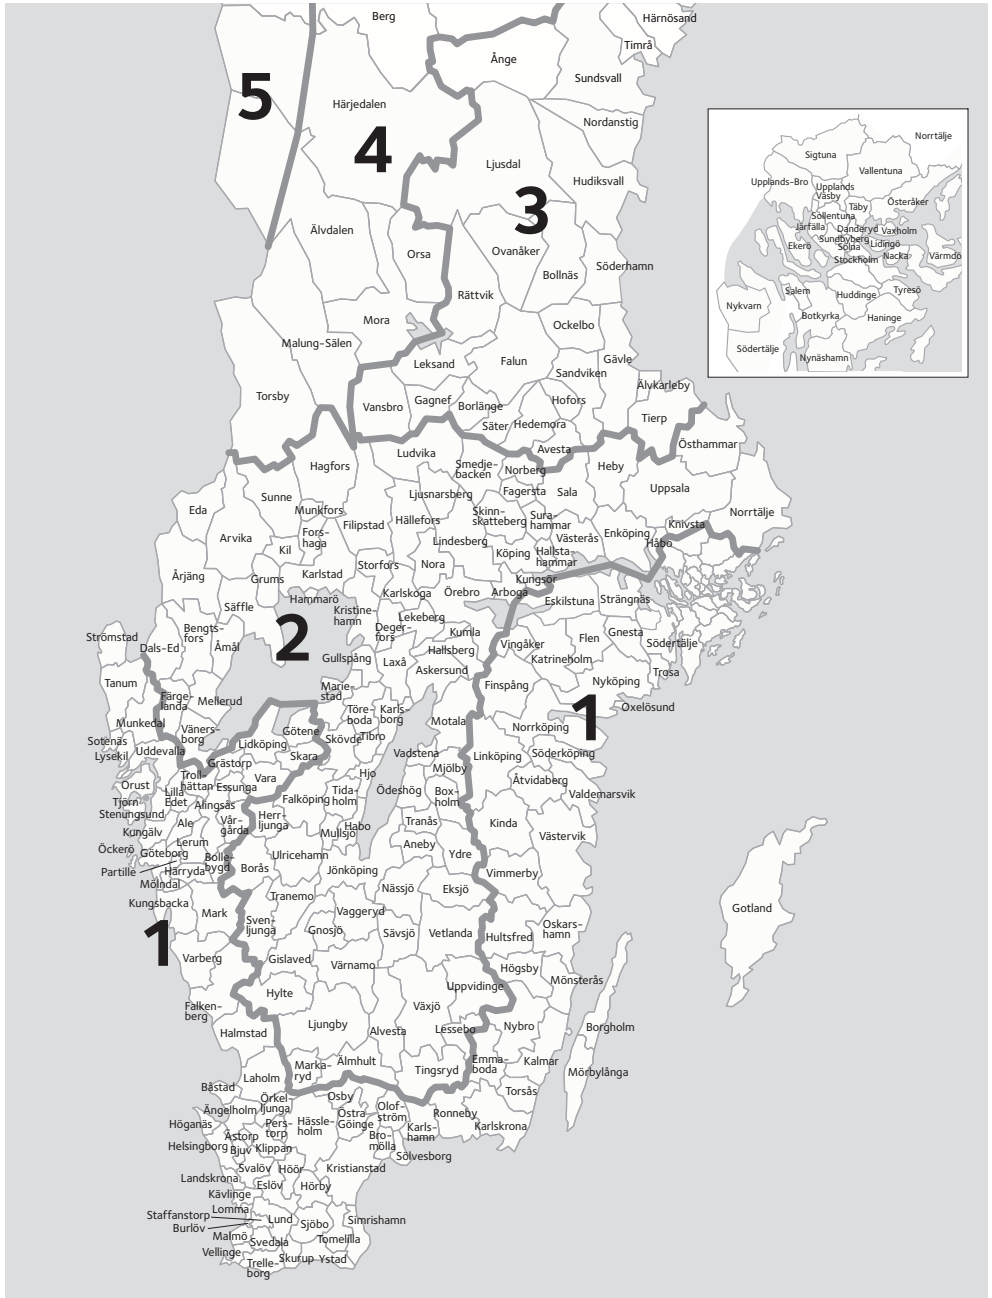 Berg
Härnösand
Timrå
Ånge
Sundsvall
5
Härjedalen
Nordanstig
4
Ljusdal
Hudiksvall
3
Älvdalen
Orsa
Ovanåker
Bollnäs
Söderhamn
Rättvik
Mora
Ockelbo
Malung-Sälen
Leksand
Falun
Gävle
Sandviken
Älvkarleby
Torsby
Vansbro
Gagnef
Borlänge
Hofors
Säter
Hedemora
Tierp
Östhammar
Avesta
Ludvika
Hagfors
Smedje-
backen
Norberg
Heby
Fagersta
Sala
Uppsala
Ljusnarsberg
Sunne
Munkfors
Eda
Norrtälje
Filipstad
Hällefors
Skinn-
skatteberg
Sura-
hammar
Knivsta
Arvika
Fors-
haga
Kil
Lindesberg
Västerås
Enköping
Håbo
Köping
Hallsta-
hammar
Storfors
Nora
Årjäng
Grums
Karlstad
Kungsör
Karlskoga
Örebro
Arboga
Eskilstuna
Strängnäs
Hammarö
Säffle
Kristine-
hamn
Lekeberg
Degerfors
Kumla
2
Strömstad
Bengts-
fors
Dals-Ed
Åmål
Hallsberg
Vingåker
Flen
Gnesta
Södertälje
Katrineholm
Gullspång
Laxå
Askersund
Trosa
Tanum
Finspång
Nyköping
Marie-
stad
Färge-
landa
Mellerud
Oxelösund
1
Töre-
boda
Karls-
borg
Motala
Munkedal
Norrköping
Väners-
borg
Götene
Skövde
Tibro
Sotenäs
Lysekil
Uddevalla
Lidköping
Skara
Vadstena
Linköping
Söderköping
Grästorp
Mjölby
Hjo
Orust
Troll-
hättan
Essunga
Vara
Åtvidaberg
Valdemarsvik
Tjörn
Lilla
Edet
Alingsås
Falköping
Tida-
holm
Ödeshög
Box-
holm
Stenungsund
Kungälv
Ale
Vår-
gårda
Herr-
ljunga
Habo
Mullsjö
Tranås
Kinda
Västervik
Öckerö
Göteborg
Lerum
Aneby
Ydre
Partille
Härryda
Bolle-
bygd
Borås
Ulricehamn
Jönköping
Vimmerby
Mölndal
Nässjö
Eksjö
Kungsbacka
Mark
Tranemo
Vaggeryd
Gotland
1
Sven-
ljunga
Gnosjö
Sävsjö
Vetlanda
Hultsfred
Oskars-
hamn
Varberg
Gislaved
Värnamo
Högsby
Mönsterås
Hylte
Uppvidinge
Falken-
berg
Växjö
Halmstad
Ljungby
Alvesta
Lessebo
Nybro
Borgholm
Marka-
ryd
Älmhult
Tingsryd
Emma-
boda
Kalmar
Mörbylånga
Laholm
Båstad
Torsås
Örkel-
ljunga
Osby
Olof-
ström
Ronneby
Ängelholm
Höganäs
Pers-
torp
Hässle-
holm
Östra
Göinge
Karls-
hamn
Karlskrona
Helsingborg
Åstorp
Bjuv
Klippan
Bro-
mölla
Sölvesborg
Svalöv
Höör
Kristianstad
Landskrona
Eslöv
Hörby
Kävlinge
Lomma
Staffanstorp
Lund
Sjöbo
Simrishamn
Burlöv
Malmö
Svedala
Tomelilla
Vellinge
Trelle-
borg
Skurup
Ystad
Norrtälje
Sigtuna
Vallentuna
Upplands-Bro
Upplands
Väsby
Täby
Österåker
Sollentuna
Järfälla
Danderyd
Vaxholm
Sundbyberg
Ekerö
Solna
Lidingö
Stockholm
Nacka
Värmdö
Salem
Huddinge
Tyresö
Nykvarn
Botkyrka
Haninge
Södertälje
Nynäshamn